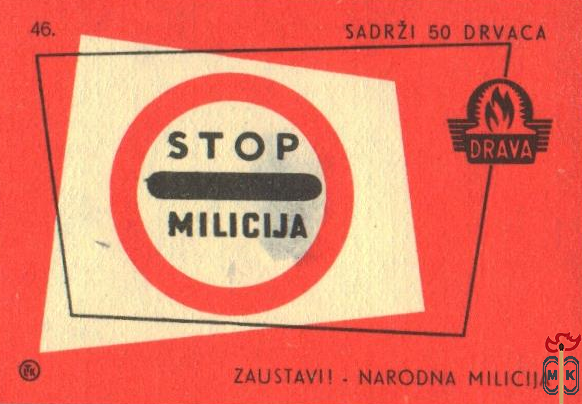 46.
SADRŽI 50 DRVACA
DRAVA
STOP
MILICIJA
ZAUSTAVI! - NARODNA MILICIJA
MK